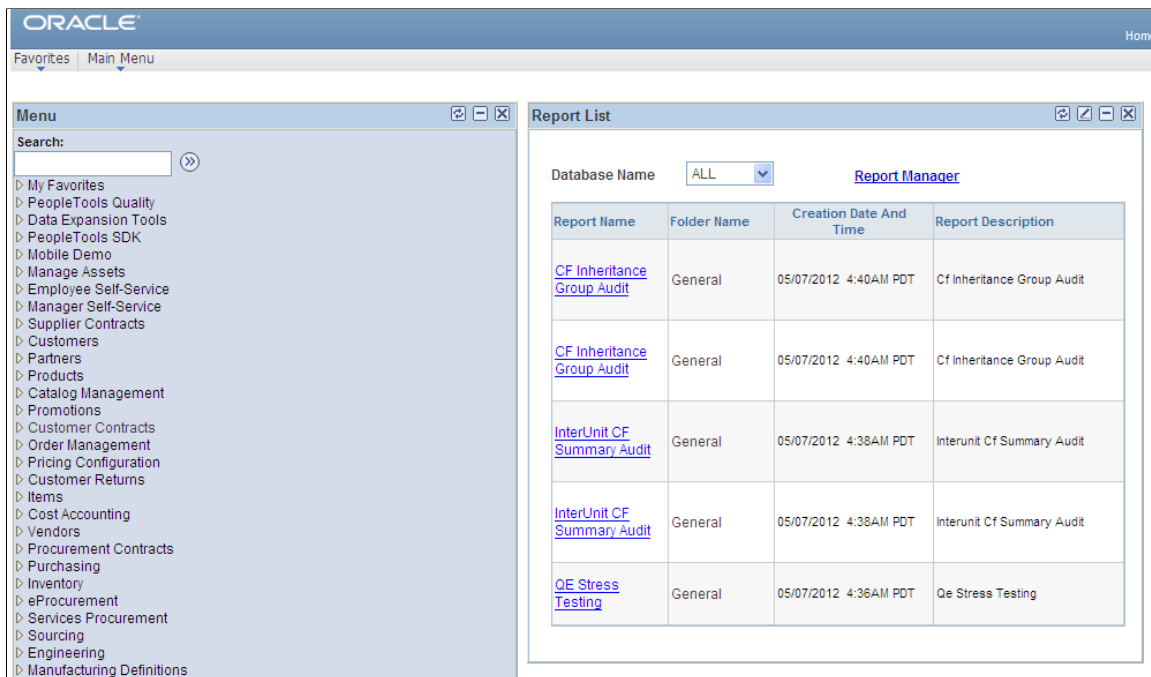 ORACLE
Hom
Favorites Main Menu
Menu
Search:
My Favorites
PeopleTools Quality
Data Expansion Tools
PeopleTools SDK
Mobile Demo
Manage Assets
Employee Self-Service
Manager Self-Service
Supplier Contracts
Customers
Partners
Products
Catalog Management
Promotions
Customer Contracts
Order Management
Pricing Configuration
Customer Returns
Items
Cost Accounting
Vendors
Procurement Contracts
Purchasing
Inventory
eProcurement
Services Procurement
Sourcing
Engineering
Manufacturing Definitions
Report List
Database Name ALL Report Manager
Report Name Folder Name Creation Date And Time Report Description
CF Inheritance Group Audit General 05/07/2012 4:40AM PDT Cf Inheritance Group Audit
CF Inheritance Group Audit General 05/07/2012 4:40AM PDT Cf Inheritance Group Audit
InterUnit CF Summary Audit General 05/07/2012 4:38AM PDT Interunit Cf Summary Audit
InterUnit CF Summary Audit General 05/07/2012 4:38AM PDT Interunit Cf Summary Audit
QE Stress Testing General 05/07/2012 4:36AM PDT Qe Stress Testing